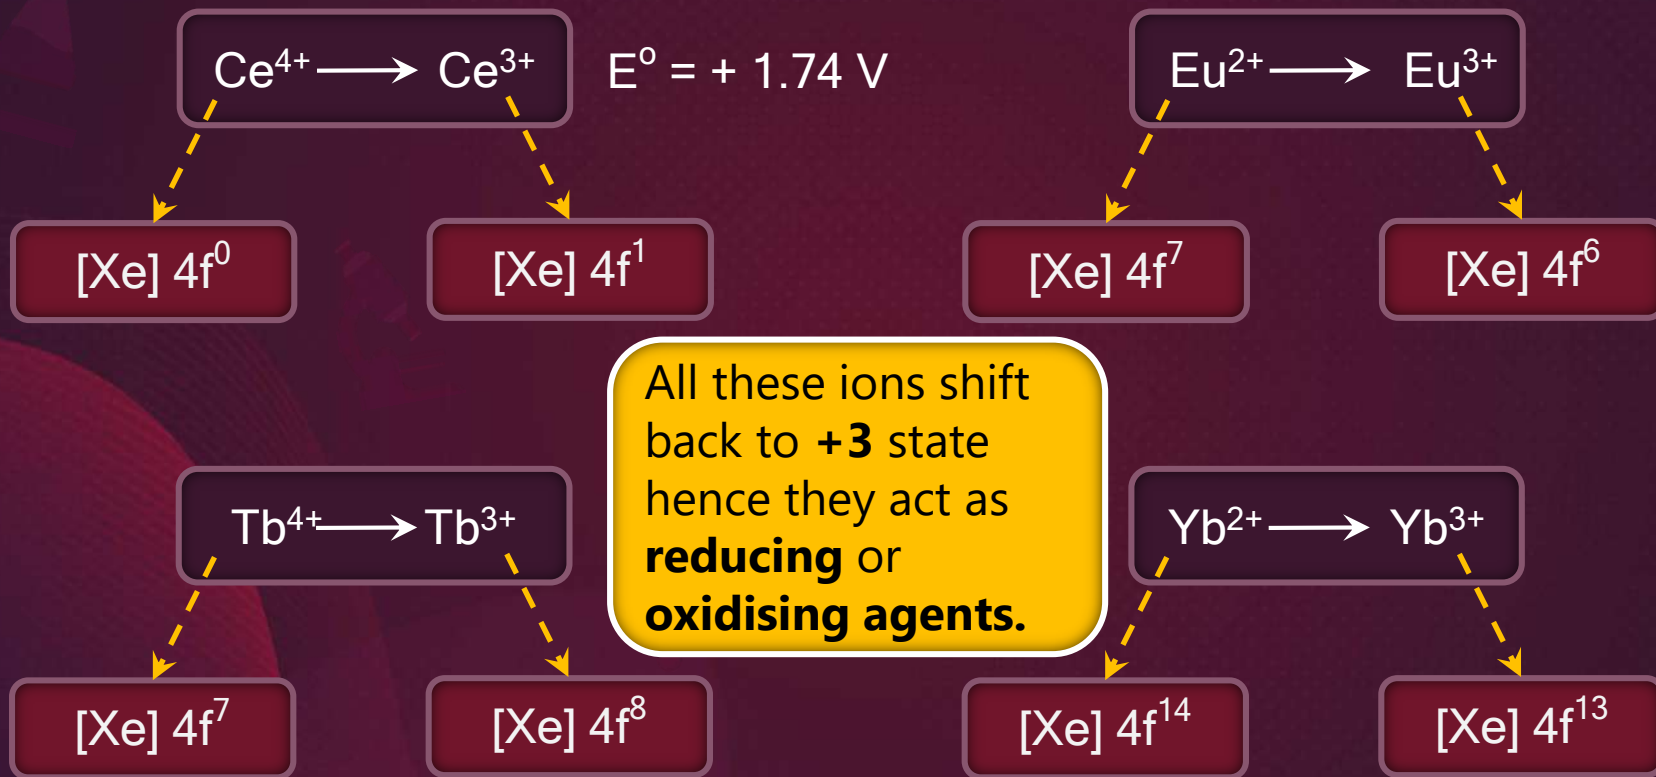 Ce⁴⁺ ⟶ Ce³⁺ E° = + 1.74 V
[Xe] 4f⁰
[Xe] 4f¹
Eu²⁺ ⟶ Eu³⁺
[Xe] 4f⁷
[Xe] 4f⁶
All these ions shift
back to +3 state
hence they act as
reducing or
oxidising agents.
Tb⁴⁺ ⟶ Tb³⁺
[Xe] 4f⁷
[Xe] 4f⁸
Yb²⁺ ⟶ Yb³⁺
[Xe] 4f¹⁴
[Xe] 4f¹³